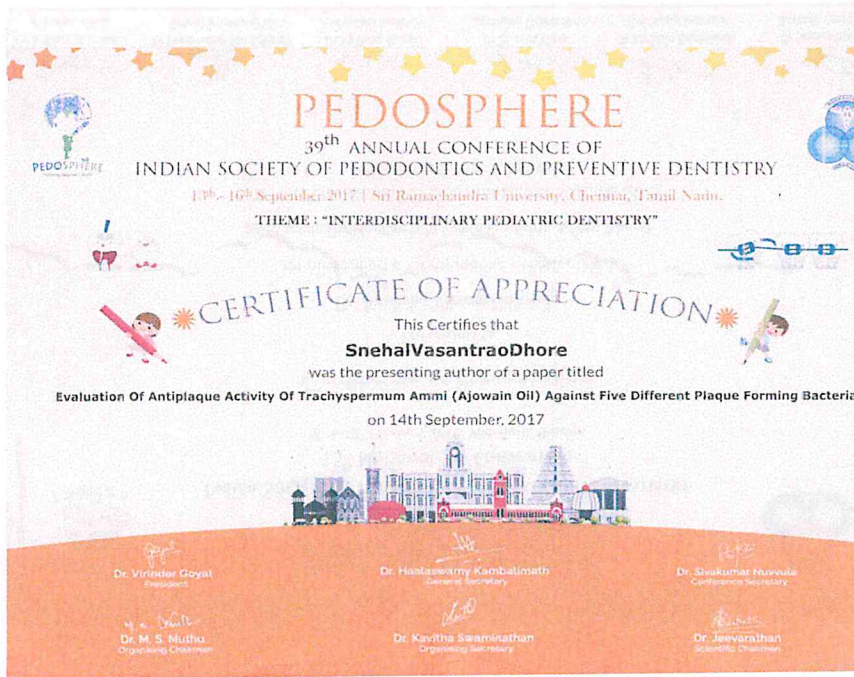 PEDOSPHERE
39th ANNUAL CONFERENCE OF
INDIAN SOCIETY OF PEDODONTICS AND PREVENTIVE DENTISTRY
13th - 16th September 2017 | Sri Ramachandra University, Chennai, Tamil Nadu.
THEME : "INTERDISCIPLINARY PEDIATRIC DENTISTRY"
PEDOSPHERE
CERTIFICATE OF APPRECIATION
This Certifies that
SnehalVasantraoDhore
was the presenting author of a paper titled
Evaluation Of Antiplaque Activity Of Trachyspermum Ammi (Ajowain Oil) Against Five Different Plaque Forming Bacteria
on 14th September, 2017
Dr. Virinder Goyal
President
Dr. Haalaswamy Kambalimath
General Secretary
Dr. Sivakumar Nuvvula
Conference Secretary
Dr. M. S. Muthu
Organising Chairman
Dr. Kavitha Swaminathan
Organising Secretary
Dr. Jeevarathan
Scientific Chairman